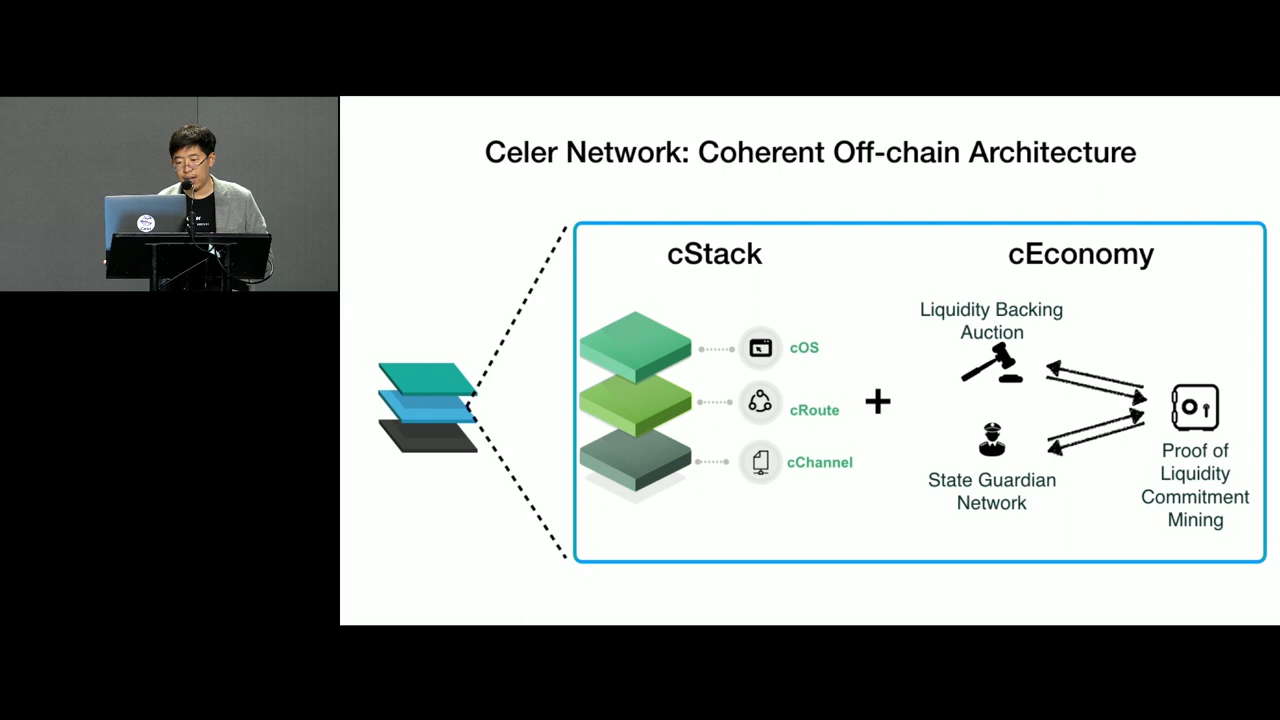 Celer Network: Coherent Off-chain Architecture
cStack
cEconomy
Liquidity Backing
Auction
cOS
cRoute
cChannel
+
State Guardian
Network
Proof of
Liquidity
Commitment
Mining